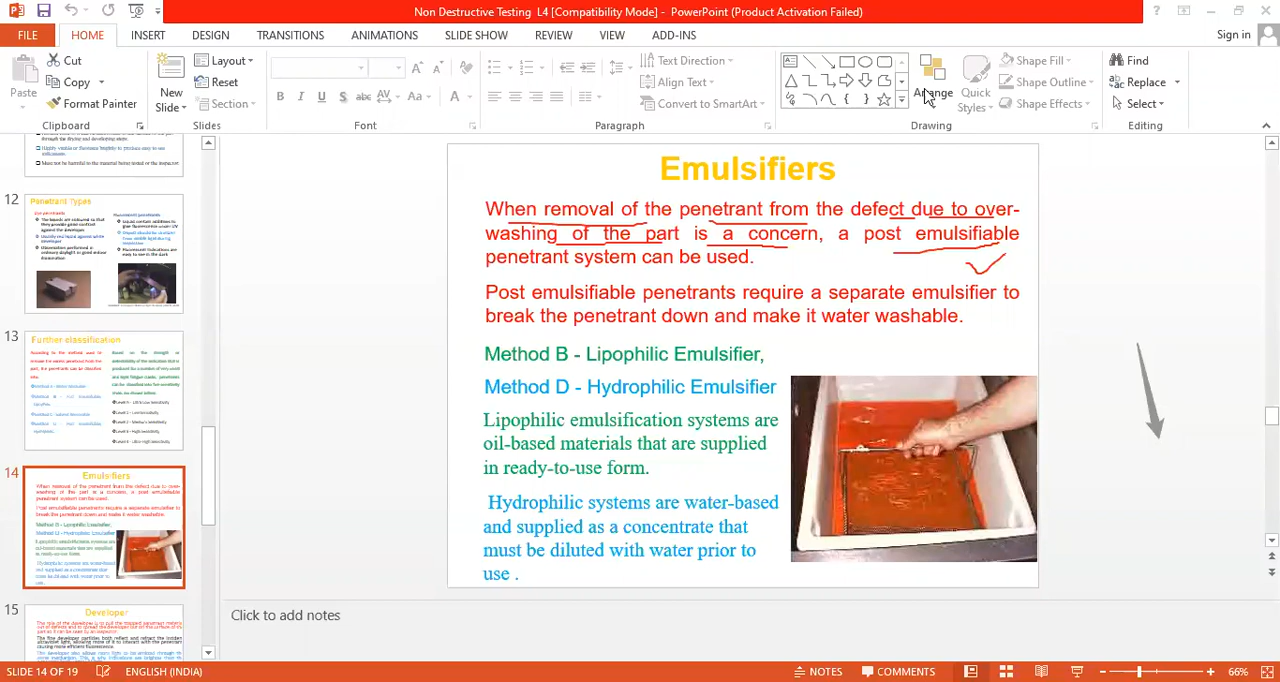 Non Destructive Testing L4 [Compatibility Mode] - PowerPoint (Product Activation Failed)
FILE HOME INSERT DESIGN TRANSITIONS ANIMATIONS SLIDE SHOW REVIEW VIEW ADD-INS Sign in
Cut
Copy
Format Painter
Paste
Clipboard
New Slide
Layout
Reset
Section
Slides
Font
Text Direction
Align Text
Convert to SmartArt
Paragraph
Arrange
Quick Styles
Shape Fill
Shape Outline
Shape Effects
Drawing
Find
Replace
Select
Editing
12
Penetrant Types
13
Further classification
14
Emulsifiers
15
Developer
Emulsifiers
When removal of the penetrant from the defect due to over-
washing of the part is a concern, a post emulsifiable
penetrant system can be used.
Post emulsifiable penetrants require a separate emulsifier to
break the penetrant down and make it water washable.
Method B - Lipophilic Emulsifier,
Method D - Hydrophilic Emulsifier
Lipophilic emulsification systems are
oil-based materials that are supplied
in ready-to-use form.
Hydrophilic systems are water-based
and supplied as a concentrate that
must be diluted with water prior to
use .
Click to add notes
SLIDE 14 OF 19 ENGLISH (INDIA) NOTES COMMENTS 66%